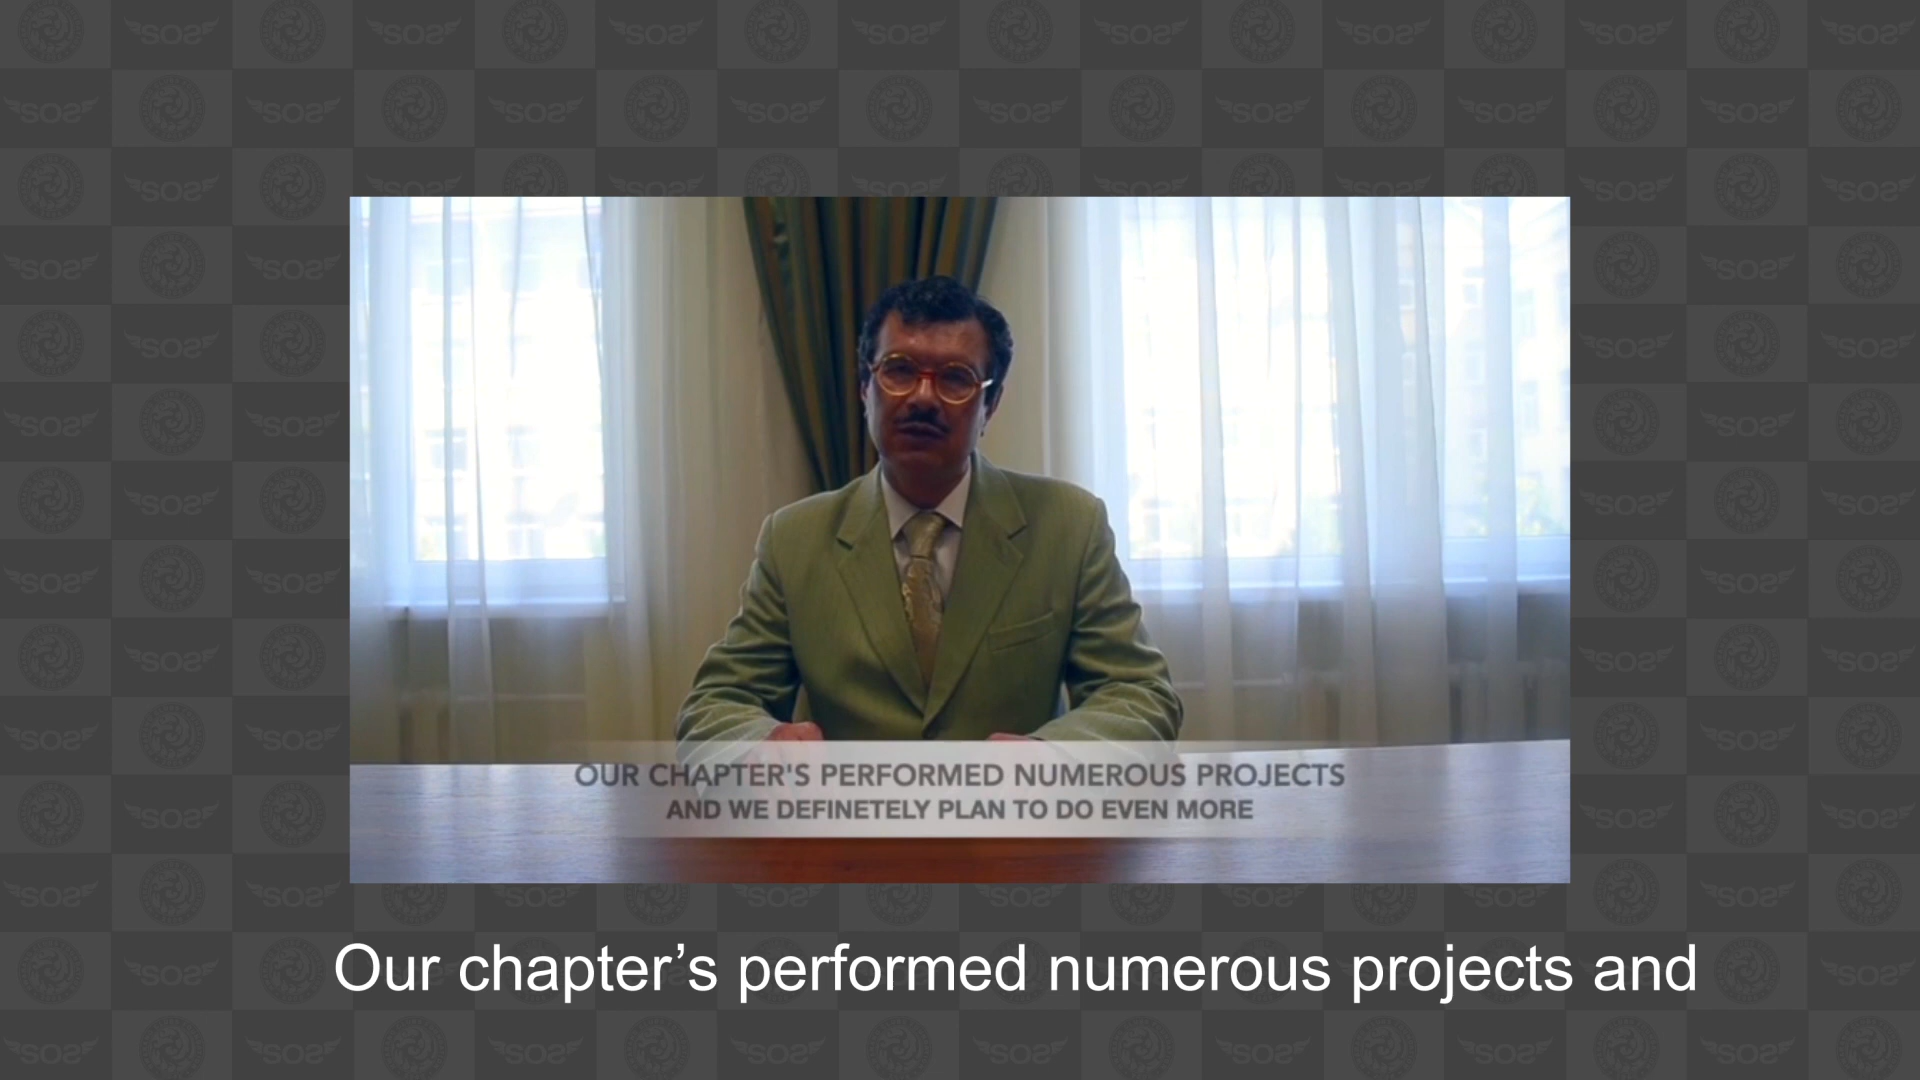 OUR CHAPTER'S PERFORMED NUMEROUS PROJECTS
AND WE DEFINETELY PLAN TO DO EVEN MORE
Our chapter’s performed numerous projects and